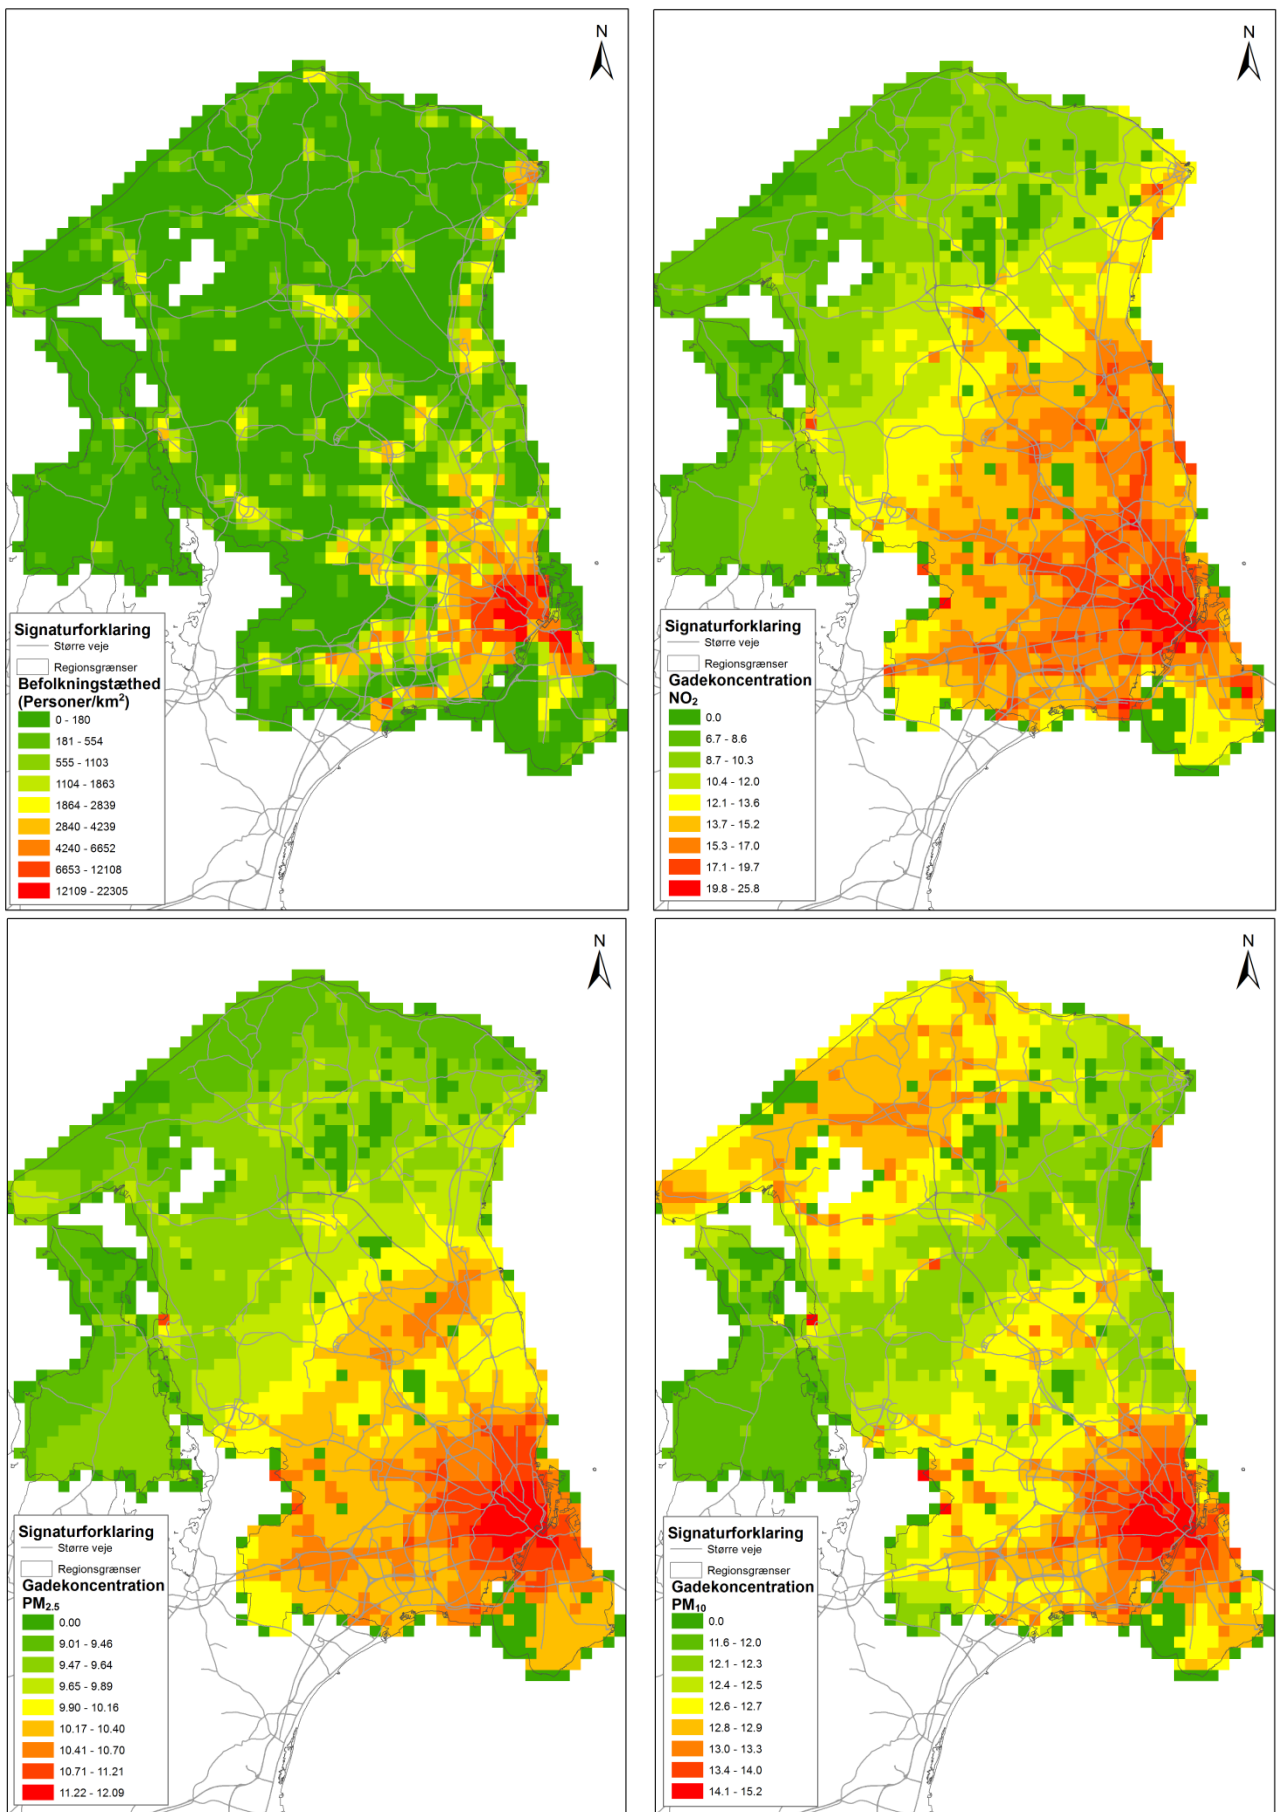 N
Signaturforklaring
Større veje
Regionsgrænser
Befolkningstæthed
(Personer/km²)
0 - 180
181 - 554
555 - 1103
1104 - 1863
1864 - 2839
2840 - 4239
4240 - 6652
6653 - 12108
12109 - 22305
N
Signaturforklaring
Større veje
Regionsgrænser
Gadekoncentration
NO₂
0.0
6.7 - 8.6
8.7 - 10.3
10.4 - 12.0
12.1 - 13.6
13.7 - 15.2
15.3 - 17.0
17.1 - 19.7
19.8 - 25.8
N
Signaturforklaring
Større veje
Regionsgrænser
Gadekoncentration
PM₂.₅
0.00
9.01 - 9.46
9.47 - 9.64
9.65 - 9.89
9.90 - 10.16
10.17 - 10.40
10.41 - 10.70
10.71 - 11.21
11.22 - 12.09
N
Signaturforklaring
Større veje
Regionsgrænser
Gadekoncentration
PM₁₀
0.0
11.6 - 12.0
12.1 - 12.3
12.4 - 12.5
12.6 - 12.7
12.8 - 12.9
13.0 - 13.3
13.4 - 14.0
14.1 - 15.2